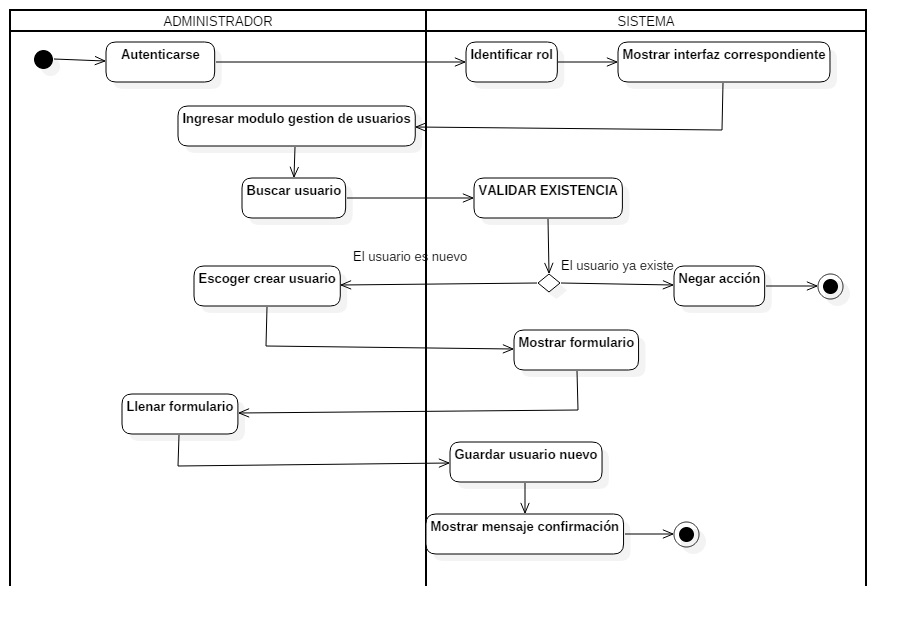 ADMINISTRADOR
SISTEMA
Autenticarse
Identificar rol
Mostrar interfaz correspondiente
Ingresar modulo gestion de usuarios
Buscar usuario
VALIDAR EXISTENCIA
El usuario es nuevo
El usuario ya existe
Escoger crear usuario
Negar acción
Mostrar formulario
Llenar formulario
Guardar usuario nuevo
Mostrar mensaje confirmación